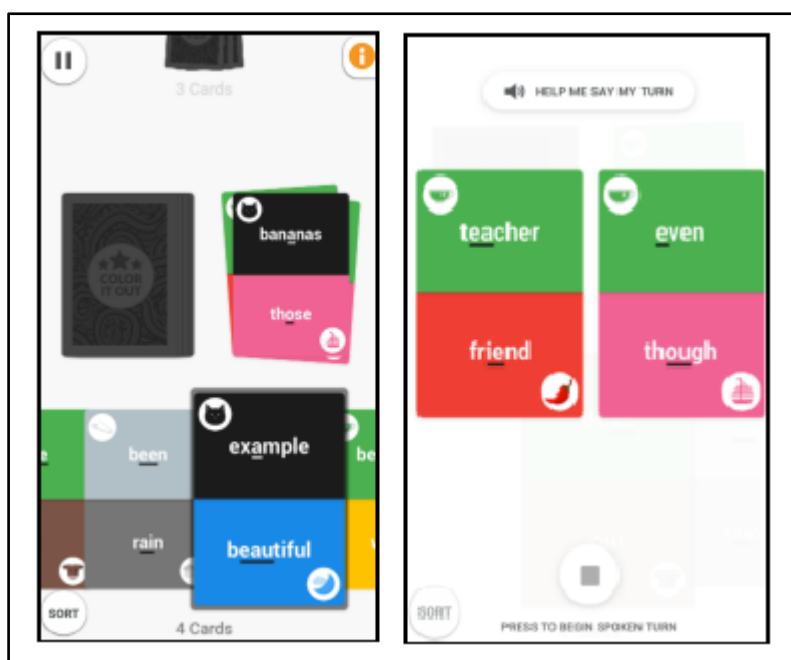 3 Cards
COLOR
IT OUT
bananas
those
been
rain
example
beautiful
be
SORT
4 Cards
HELP ME SAY MY TURN
teacher
friend
even
though
SORT
PRESS TO BEGIN SPOKEN TURN